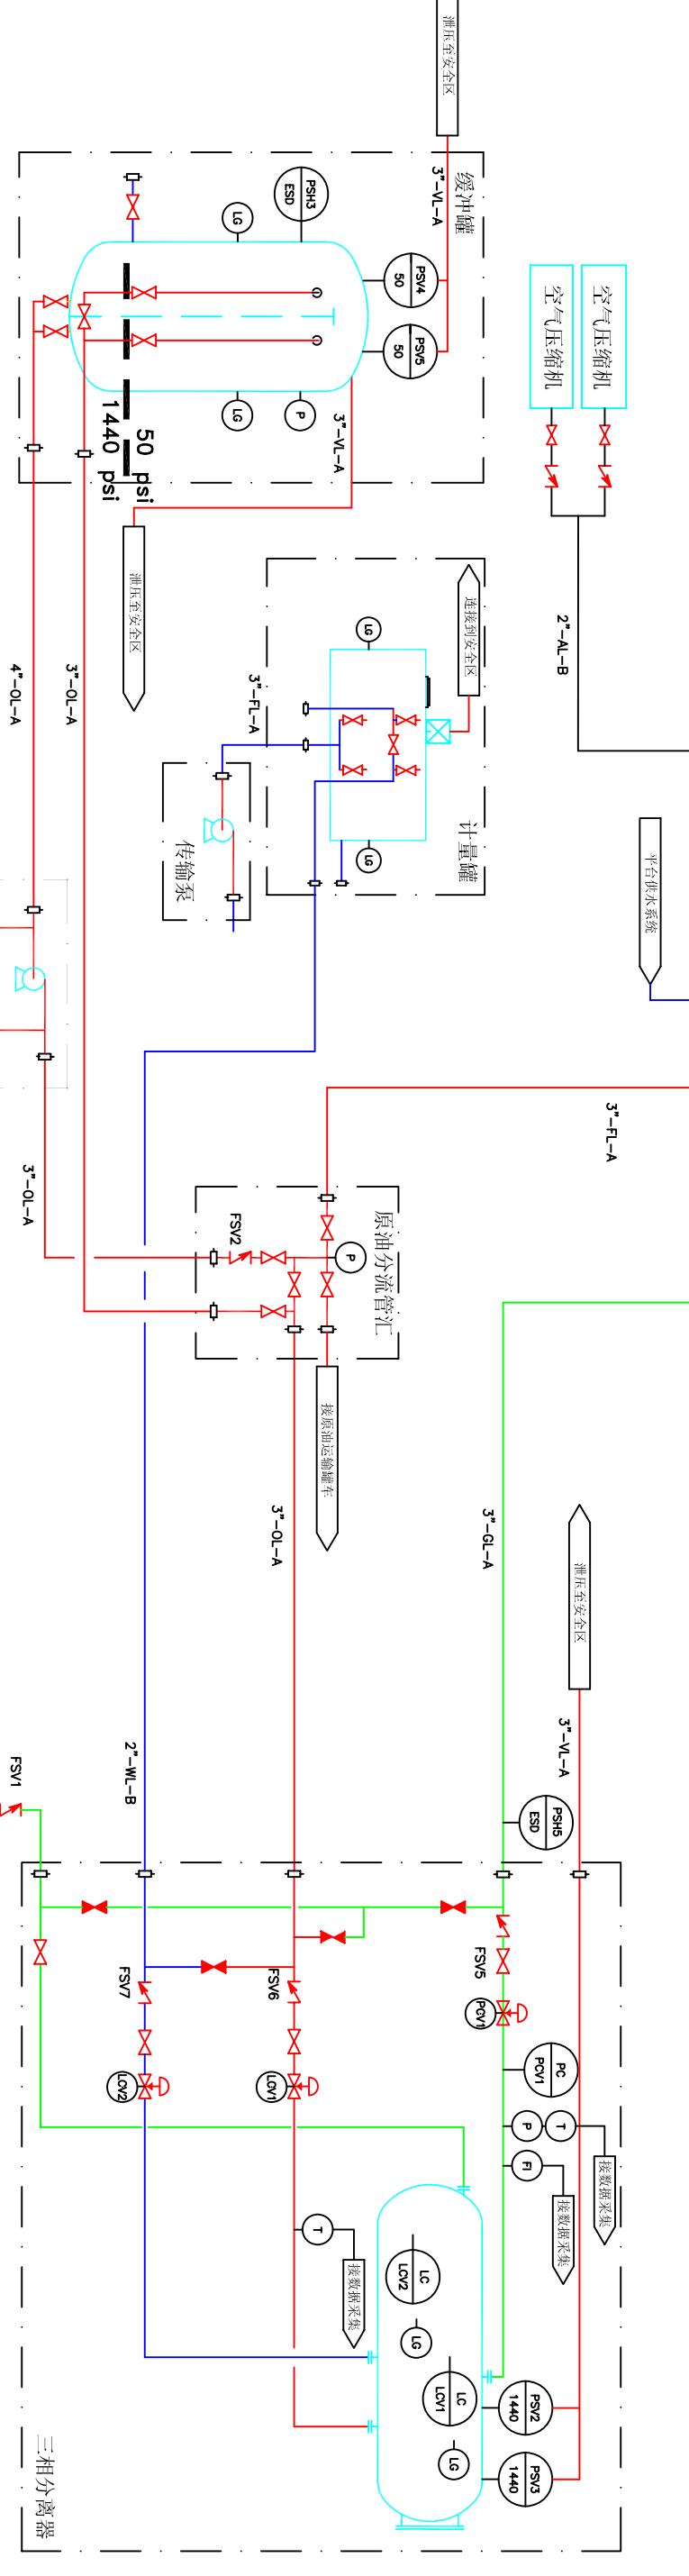 泄压至安全区
3"-VL-A
缓冲罐
PSH3
ESD
LG
PSV4
50
PSV5
50
空气压缩机
空气压缩机
LG
P
3"-VL-A
50 psi
1440 psi
泄压至安全区
4"-OL-A
3"-OL-A
2"-AL-B
连接到安全区
LG
3"-FL-A
计量罐
LG
传输泵
平台供水系统
3"-FL-A
3"-OL-A
FSV2
P
原油分流管汇
接原油运输罐车
3"-OL-A
3"-GL-A
泄压至安全区
3"-VL-A
2"-WL-B
FSV1
PSH5
ESD
FSV7
FSV6
FSV5
PCV1
PC
PCV1
LCV2
LCV1
P
T
FI
接数据采集
接数据采集
T
接数据采集
LC
LCV2
LG
LC
LCV1
LG
PSV2
1440
PSV3
1440
三相分离器